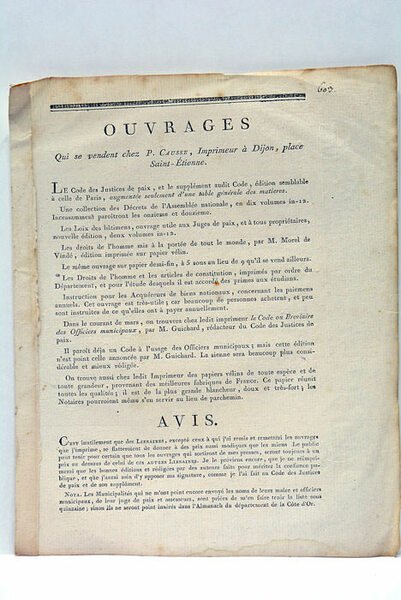 603
OUVRAGES
Qui se vendent chez P. CAUSSE, Imprimeur à Dijon, place
Saint-Étienne.
LE Code des Justices de paix, et le supplément audit Code, édition semblable
à celle de Paris, augmentée seulement d'une table générale des matieres.
Une collection des Décrets de l'Assemblée nationale, en dix volumes in-12.
Incessamment paroîtront les onzieme et douzieme.
Les Loix des bâtimens, ouvrage utile aux Juges de paix, et à tous propriétaires,
nouvelle édition, deux volumes in-12.
Les droits de l'homme mis à la portée de tout le monde, par M. Morel de
Vindé, édition imprimée sur papier vélin.
Le même ouvrage sur papier demi-fin, à 5 sous au lieu de 9 qu'il se vend ailleurs.
Les Droits de l'homme et les articles de constitution, imprimés par ordre du
Département, et pour l'étude desquels il est accordé des primes aux étudians.
Instruction pour les Acquéreurs de biens nationaux, concernant les paiemens
annuels. Cet ouvrage est très-utile, car beaucoup de personnes achetent, et peu
sont instruites de ce qu'elles ont à payer annuellement.
Dans le courant de mars, on trouvera chez ledit imprimeur le Code ou Breviaire
des Officiers municipaux, par M. Guichard, rédacteur du Code des Justices de
paix.
Il paroît déja un Code à l'usage des Officiers municipaux; mais cette édition
n'est point celle annoncée par M. Guichard. La sienne sera beaucoup plus consi-
dérable et mieux rédigée.
On trouve aussi chez ledit Imprimeur des papiers vélins de toute espece et de
toute grandeur, provenant des meilleures fabriques de France. Ce papier réunit
toutes les qualités; il est de la plus grande blancheur, doux et très-fort; les
Notaires pourroient même s'en servir au lieu de parchemin.
AVIS.
C'EST inutilement que des LIBRAIRES, excepté ceux à qui j'ai remis et remettrai les ouvrages
que j'imprime, se flatteroient de donner à des prix aussi modiques que les miens. Le public
peut tenir pour certain que tous les ouvrages qui sortiront de mes presses, seront toujours à un
prix au dessous de celui de ces AUTRES LIBRAIRES. Je le préviens encore, que je ne réimpri-
merai que les bonnes éditions et rédigées par des auteurs faits pour mériter la confiance pu-
blique, et que j'aurai soin d'y apposer ma signature, comme je l'ai fait au Code des Justices
de paix et de son supplément.
NOTA. Les Municipalités qui ne m'ont point encore envoyé les noms de leurs maire et officiers
municipaux, de leur juge de paix et assesseurs, sont priées de m'en faire tenir la liste sous
quinzaine; sinon ils ne seront point insérés dans l'Almanach du département de la Côte d'Or.